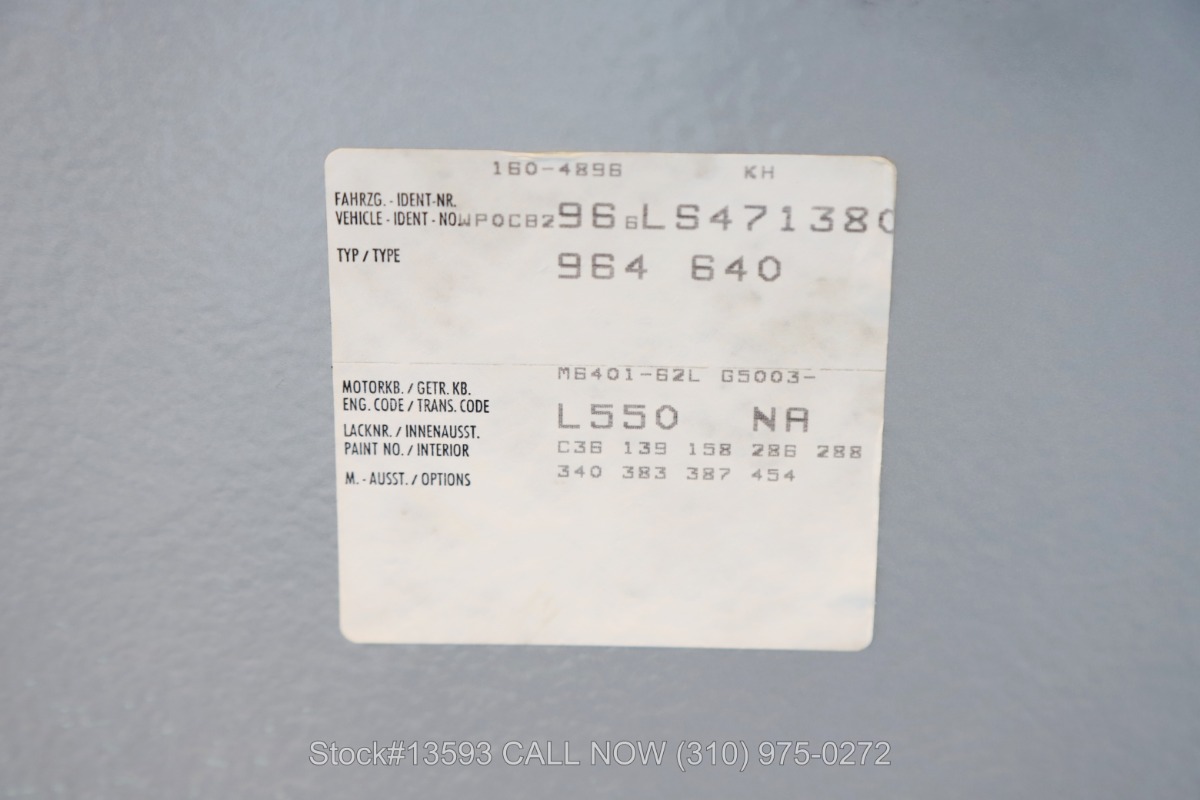 160-4896 KH
FAHRZG. - IDENT-NR.
VEHICLE - IDENT - NO. WP0CB2966LS471380
TYP / TYPE 964 640
MOTORKB. / GETR. KB. M6401-62L G5003-
ENG. CODE / TRANS. CODE
L550 NA
LACKNR. / INNENAUSST.
PAINT NO. / INTERIOR C36 139 158 286 288
M. - AUSST. / OPTIONS 340 383 387 454
Stock#13593 CALL NOW (310) 975-0272